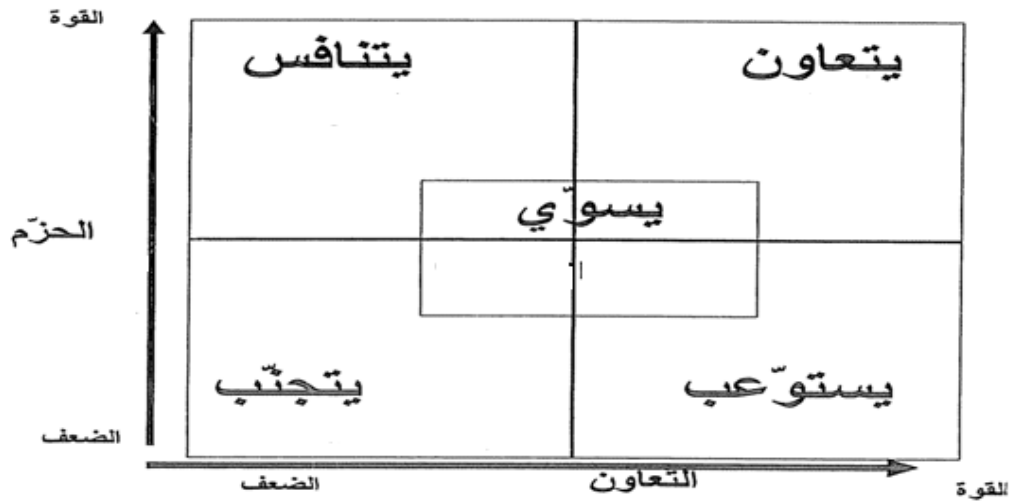 القوة
يتعاون
يتنافس
يسوّي
الحزّم
يستوّعب
يتجنّب
الضعف
التعاون
الضعف
القوة